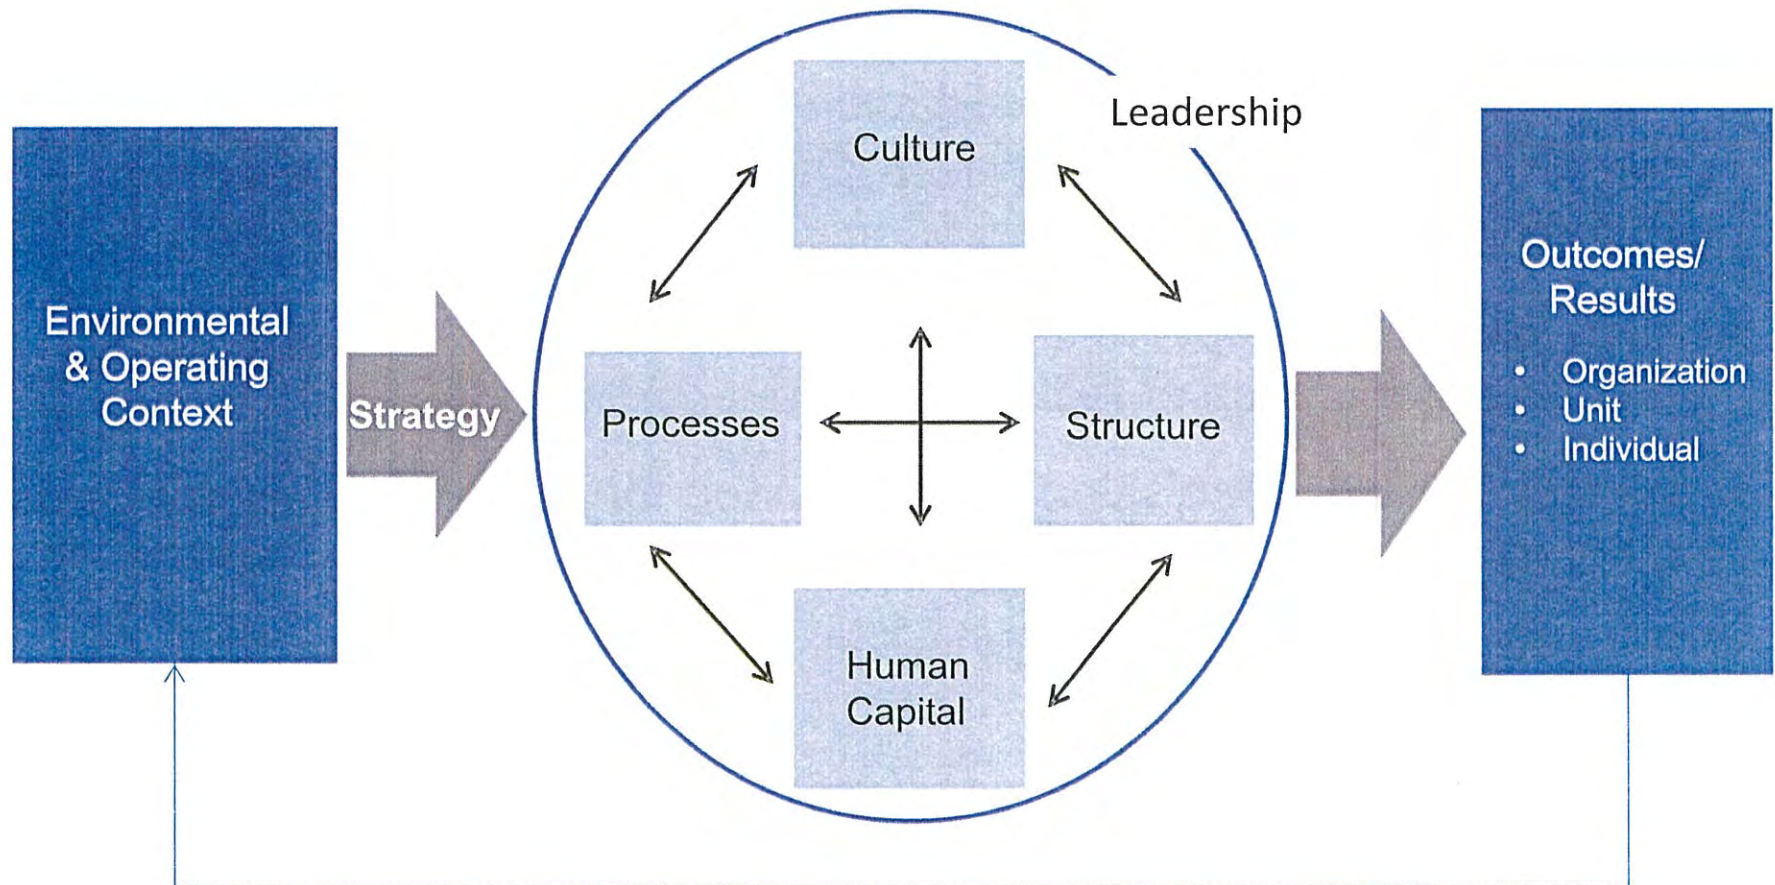 Environmental
& Operating
Context
Strategy
Culture
Leadership
Processes
Structure
Human
Capital
Outcomes/
Results
• Organization
• Unit
• Individual